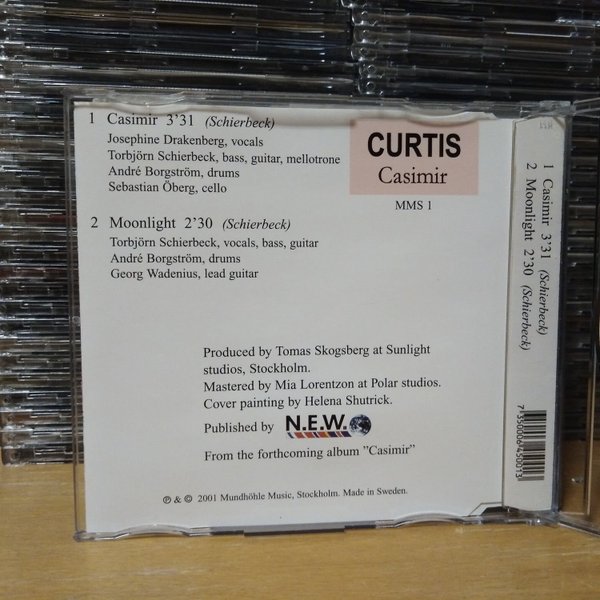 1 Casimir 3’31 (Schierbeck)
Josephine Drakenberg, vocals
Torbjörn Schierbeck, bass, guitar, mellotrone
André Borgström, drums
Sebastian Öberg, cello
2 Moonlight 2’30 (Schierbeck)
Torbjörn Schierbeck, vocals, bass, guitar
André Borgström, drums
Georg Wadenius, lead guitar
CURTIS
Casimir
MMS 1
Produced by Tomas Skogsberg at Sunlight
studios, Stockholm.
Mastered by Mia Lorentzon at Polar studios.
Cover painting by Helena Shutrick.
Published by N.E.W.
From the forthcoming album ”Casimir”
℗ & © 2001 Mundhöhle Music, Stockholm. Made in Sweden.
1 Casimir 3’31 (Schierbeck)
2 Moonlight 2’30 (Schierbeck)
7 350006 450013